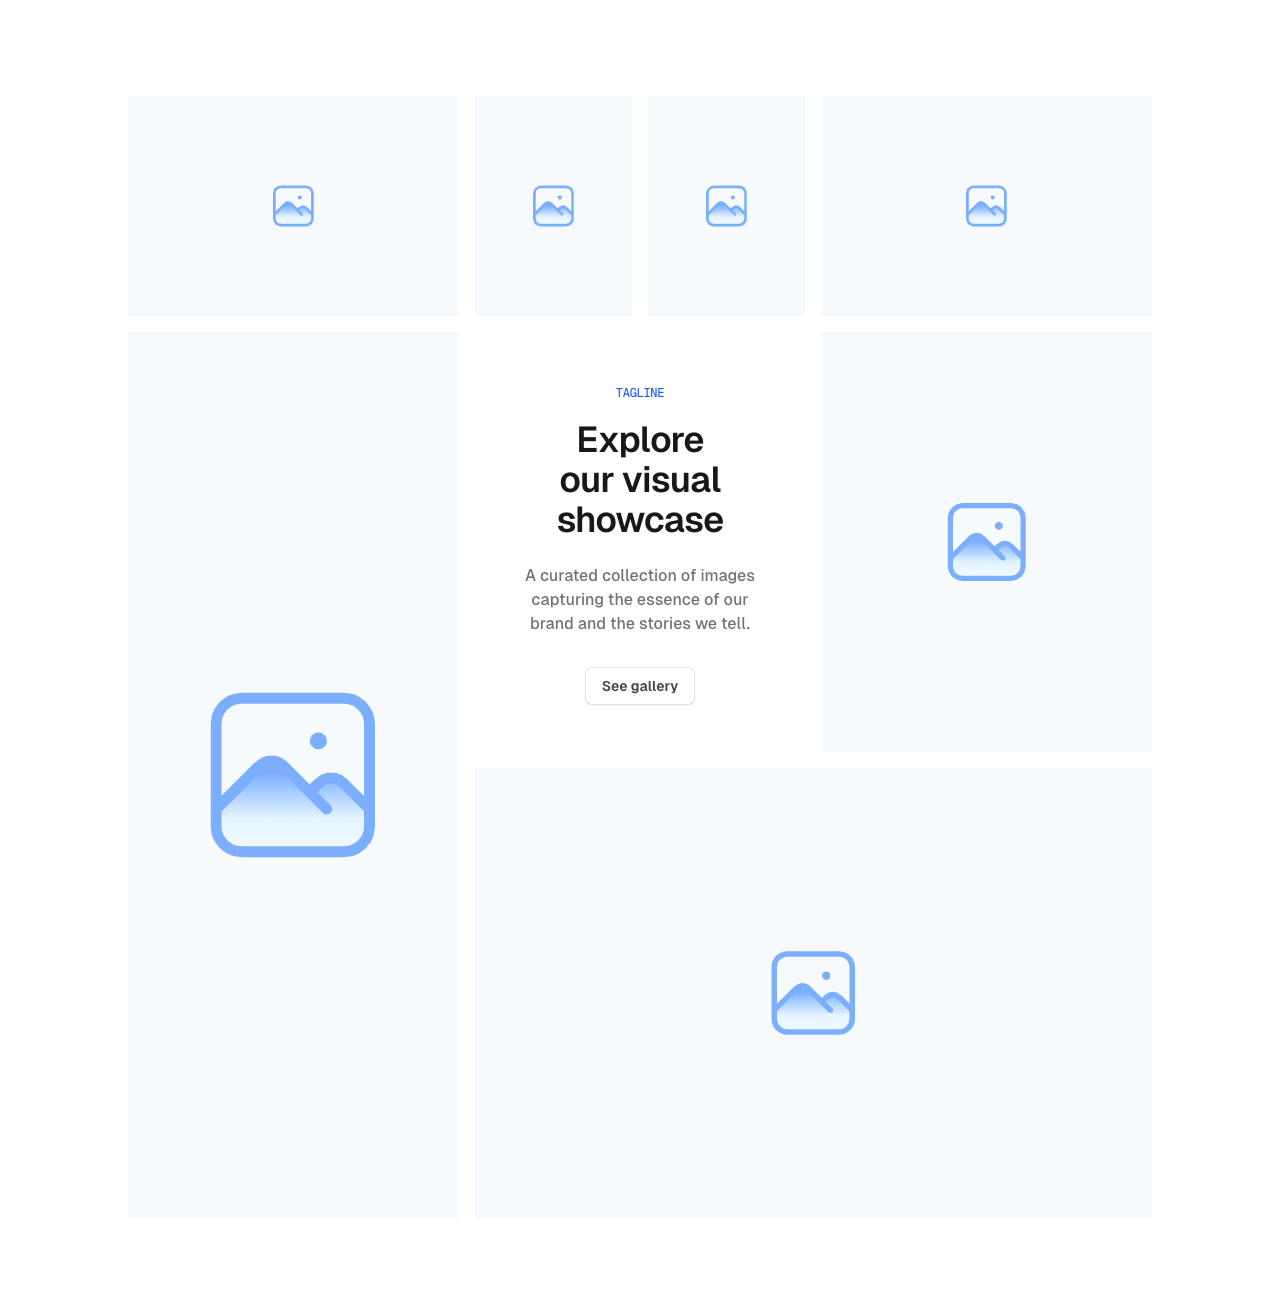 TAGLINE
Explore
our visual
showcase
A curated collection of images
capturing the essence of our
brand and the stories we tell.
See gallery